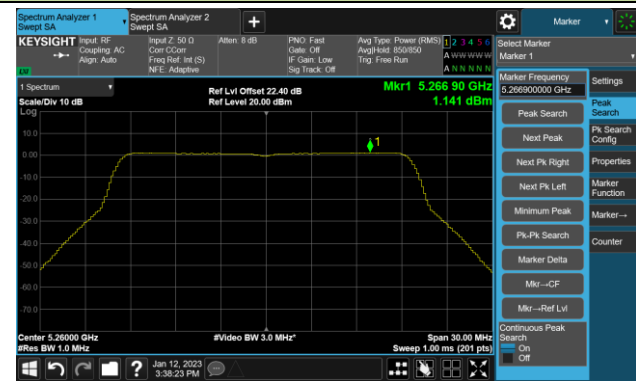 Spectrum Analyzer 1
Swept SA
Spectrum Analyzer 2
Swept SA
+
Marker
KEYSIGHT
Input: RF
Coupling: AC
Align: Auto
Input Z: 50 Ω
Corr CCorr
Freq Ref: Int (S)
NFE: Adaptive
Atten: 8 dB
PNO: Fast
Gate: Off
IF Gain: Low
Sig Track: Off
Avg Type: Power (RMS)
Avg|Hold: 850/850
Trig: Free Run
1 2 3 4 5 6
A W W W W W
A N N N N N
Select Marker
Marker 1
1 Spectrum
Scale/Div 10 dB
Log
Ref Lvl Offset 22.40 dB
Ref Level 20.00 dBm
Mkr1 5.266 90 GHz
1.141 dBm
10.0
0.00
-10.0
-20.0
-30.0
-40.0
-50.0
-60.0
-70.0
1
Center 5.26000 GHz
#Res BW 1.0 MHz
#Video BW 3.0 MHz*
Span 30.00 MHz
Sweep 1.00 ms (201 pts)
Marker Frequency
5.266900000 GHz
Peak Search
Next Peak
Next Pk Right
Next Pk Left
Minimum Peak
Pk-Pk Search
Marker Delta
Mkr→CF
Mkr→Ref Lvl
Continuous Peak
Search
On
Off
Settings
Peak
Search
Pk Search
Config
Properties
Marker
Function
Marker→
Counter
?
Jan 12, 2023
3:38:23 PM